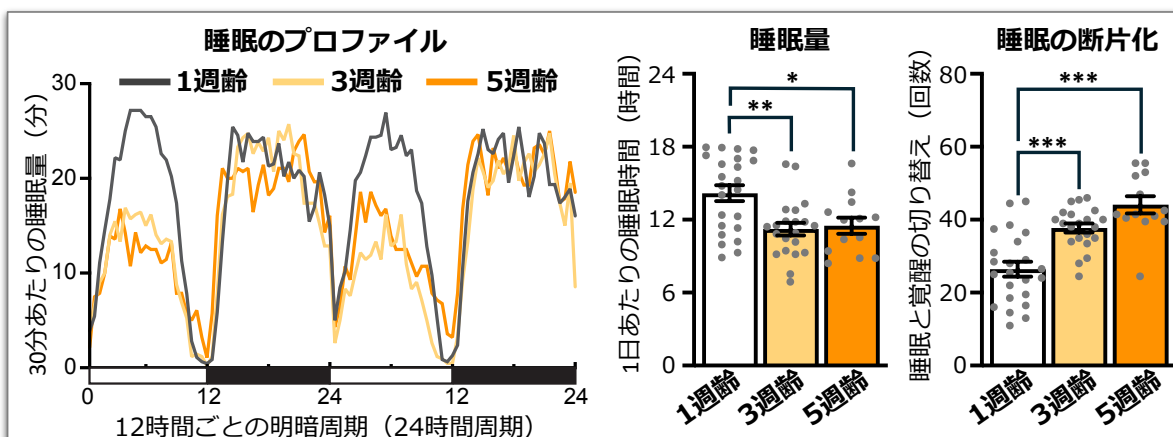 睡眠のプロファイル
30分あたりの睡眠量（分）
30
20
10
0
1週齢
3週齢
5週齢
0
12
24
12
24
12時間ごとの明暗周期（24時間周期）
睡眠量
1日あたりの睡眠時間（時間）
24
18
12
6
0
*
**
1週齢
3週齢
5週齢
睡眠の断片化
睡眠と覚醒の切り替え（回数）
80
60
40
20
0
***
***
1週齢
3週齢
5週齢